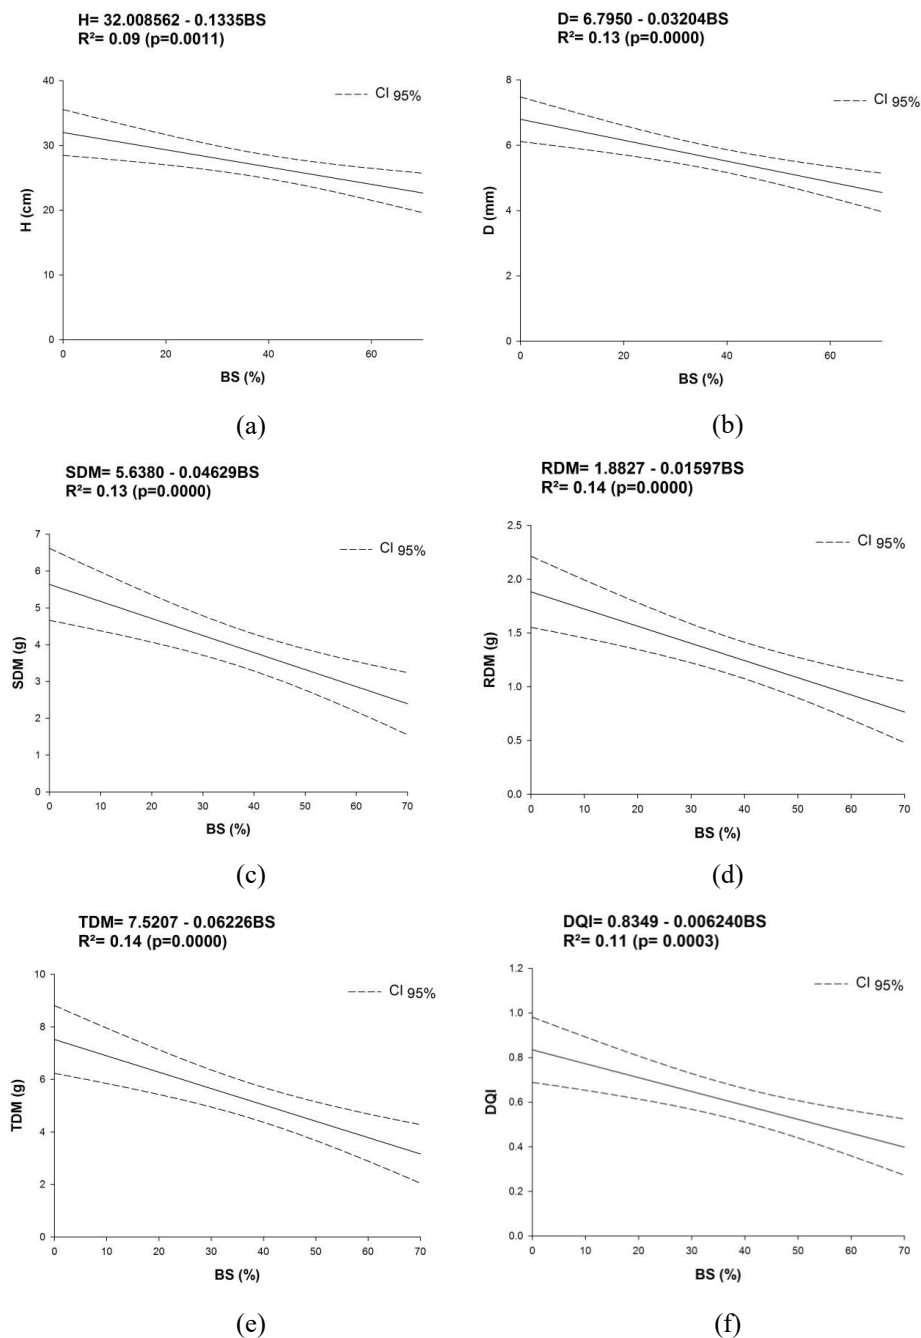 H= 32.008562 - 0.1335BS
R²= 0.09 (p=0.0011)
40
30
20
10
0
H (cm)
CI 95%
0 20 40 60
BS (%)
(a)
D= 6.7950 - 0.03204BS
R²= 0.13 (p=0.0000)
8
6
4
2
0
D (mm)
CI 95%
0 20 40 60
BS (%)
(b)
SDM= 5.6380 - 0.04629BS
R²= 0.13 (p=0.0000)
7
6
5
4
3
2
1
0
SDM (g)
CI 95%
0 10 20 30 40 50 60 70
BS (%)
(c)
RDM= 1.8827 - 0.01597BS
R²= 0.14 (p=0.0000)
2.5
2.0
1.5
1.0
0.5
0.0
RDM (g)
CI 95%
0 10 20 30 40 50 60 70
BS (%)
(d)
TDM= 7.5207 - 0.06226BS
R²= 0.14 (p=0.0000)
10
8
6
4
2
0
TDM (g)
CI 95%
0 10 20 30 40 50 60 70
BS (%)
(e)
DQI= 0.8349 - 0.006240BS
R²= 0.11 (p= 0.0003)
1.2
1.0
0.8
0.6
0.4
0.2
0.0
DQI
CI 95%
0 10 20 30 40 50 60 70
BS (%)
(f)